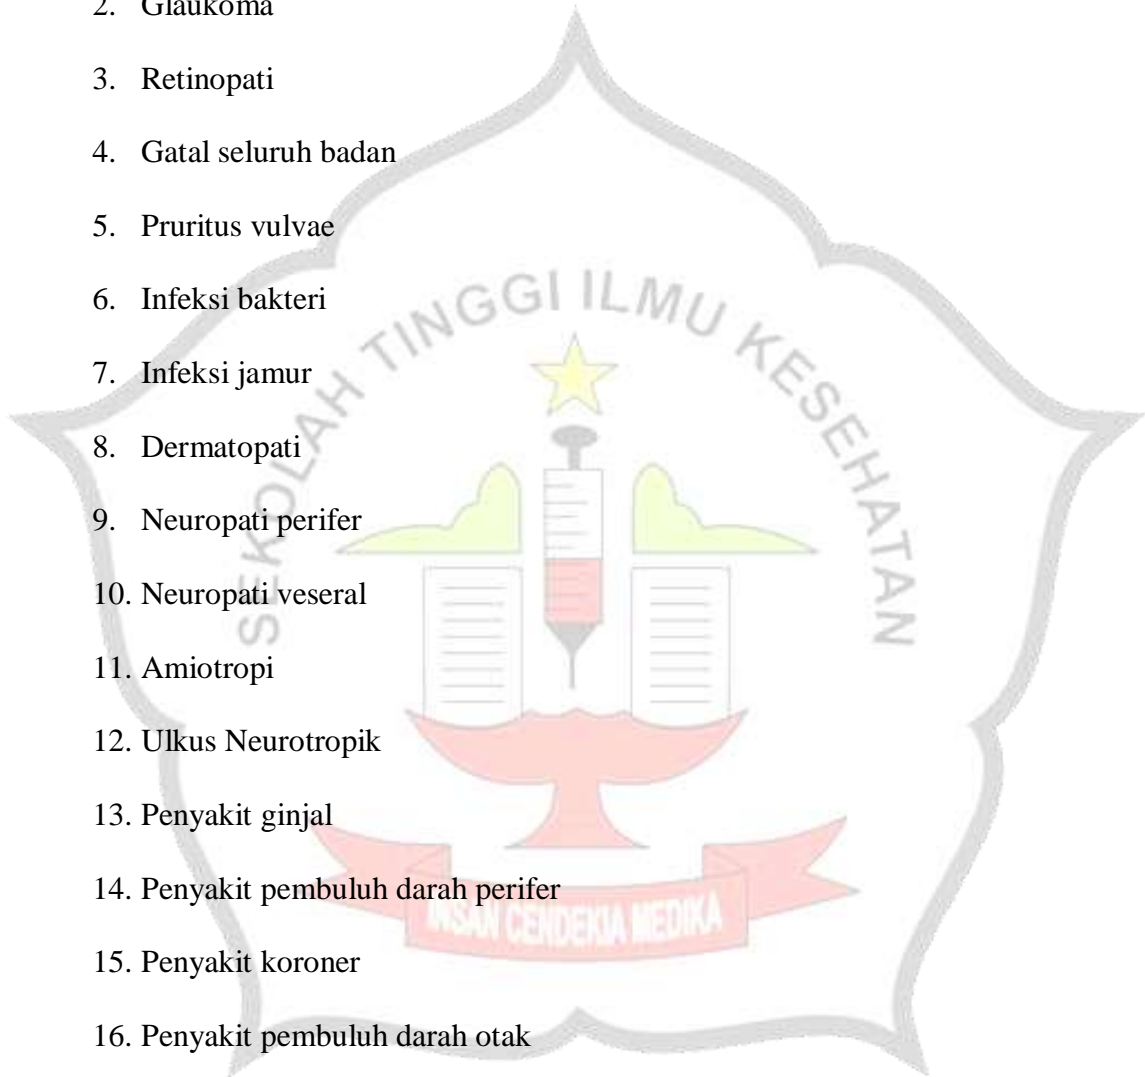 2. Glaukoma
3. Retinopati
4. Gatal seluruh badan
5. Pruritus vulvae
6. Infeksi bakteri
7. Infeksi jamur
8. Dermatopati
9. Neuropati perifer
10. Neuropati veseral
11. Amiotropi
12. Ulkus Neurotropik
13. Penyakit ginjal
14. Penyakit pembuluh darah perifer
15. Penyakit koroner
16. Penyakit pembuluh darah otak
SEKOLAH TINGGI ILMU KESEHATAN
INSAN CENDEKIA MEDIKA